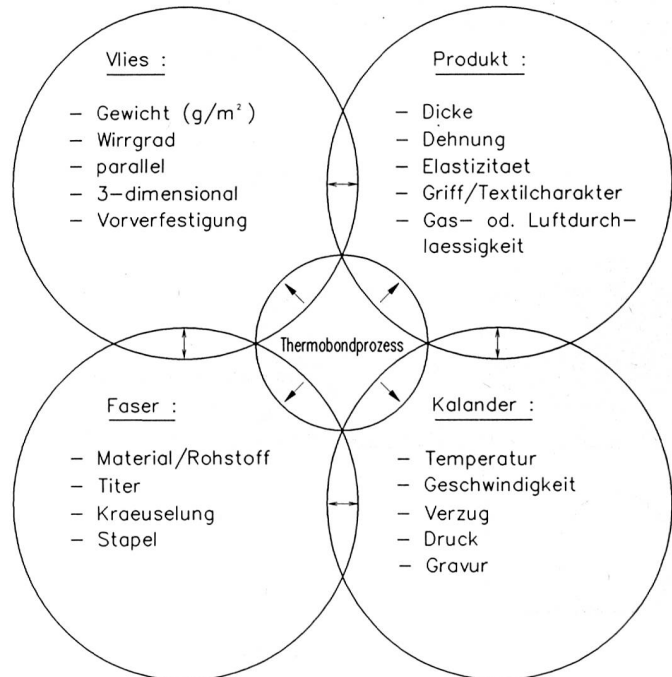 Vlies :
– Gewicht (g/m²)
– Wirrgrad
– parallel
– 3–dimensional
– Vorverfestigung
Produkt :
– Dicke
– Dehnung
– Elastizitaet
– Griff/Textilcharakter
– Gas– od. Luftdurch–
laessigkeit
Thermobondprozess
Faser :
– Material/Rohstoff
– Titer
– Kraeuselung
– Stapel
Kalander :
– Temperatur
– Geschwindigkeit
– Verzug
– Druck
– Gravur